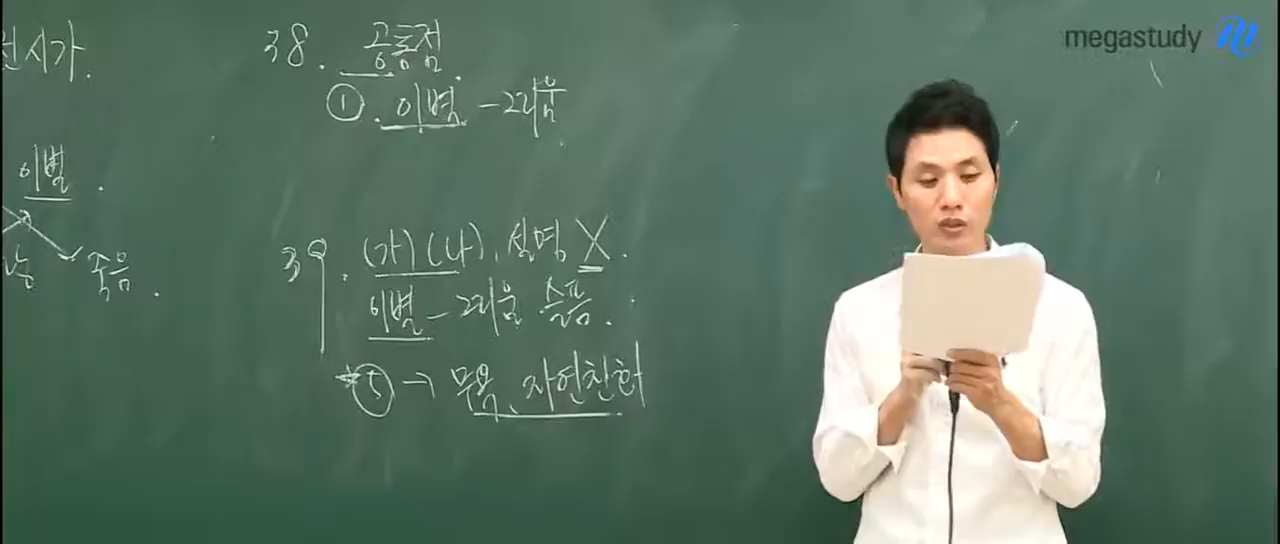 megastudy
시가.
이별.
죽음.
38. 공통점.
①. 이별 - 그리움
39. (가)(나). 설명 X.
이별 - 그리움 슬픔.
*⑤ → 무욕, 자연친화